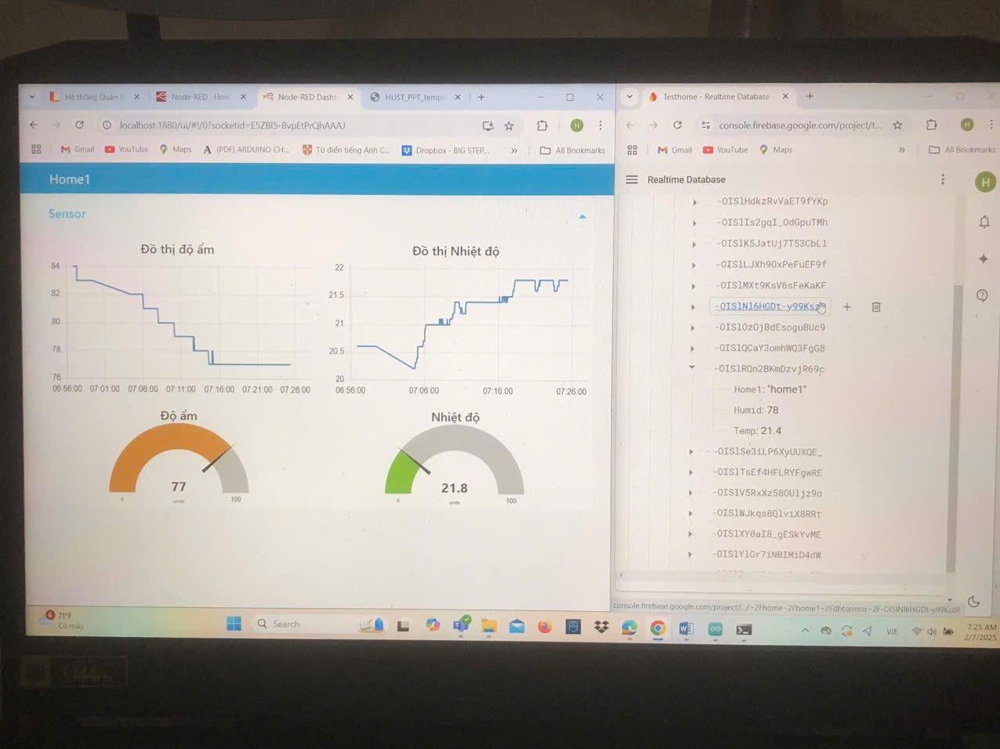 Hệ thống Quản t
Node-RED : Flow
Node-RED Dashb
HUST_PPT_templ
localhost:1880/ui/#!/0?socketid=E5ZBl5-BvpEtPrQhAAAJ
H
Gmail
YouTube
Maps
(PDF) ARDUINO CH...
Từ điển tiếng Anh C...
Dropbox - BIG STEP...
All Bookmarks
Home1
Sensor
Đồ thị độ ẩm
84
82
80
78
76
06:56:00 07:01:00 07:06:00 07:11:00 07:16:00 07:21:00 07:26:00
Đồ thị Nhiệt độ
22
21.5
21
20.5
20
06:56:00 07:06:00 07:16:00 07:26:00
Độ ẩm
77
units
0 100
Nhiệt độ
21.8
units
0 100
Testhome - Realtime Database
console.firebase.google.com/project/t...
H
Gmail
YouTube
Maps
All Bookmarks
Realtime Database
H
-OISlHdkzRvVaET9fYKp
-OISlIs2gqI_OdGpuTMh
-OISlK5JatUj7T53CbLl
-OISlLJXh9OxPeFuEF9f
-OISlMXt9KsV6sFeKaKF
-OISlNl6HGDt-y99Ksz
-OISlOzOjBdEsoguBUc9
-OISlQCaY3omhWQ3FgG8
-OISlRQn2BKmDzvjR69c
Home1: "home1"
Humid: 78
Temp: 21.4
-OISlSe3iLP6XyUUXQE_
-OISlTsEf4HFLRYFgwRE
-OISlV5RxXz58OUljz9o
-OISlWJkqs8QlviX8RRt
-OISlXY0aI8_gESkYvME
-OISlYlGr7iNBIMiD4dW
console.firebase.google.com/project/.../~2Fhome~2Fhome1~2Fdhtsensor~2F-OISlNl6HGDt-y99KszR
6
71°F
Có mây
Search
VIE
7:25 AM
2/7/2025